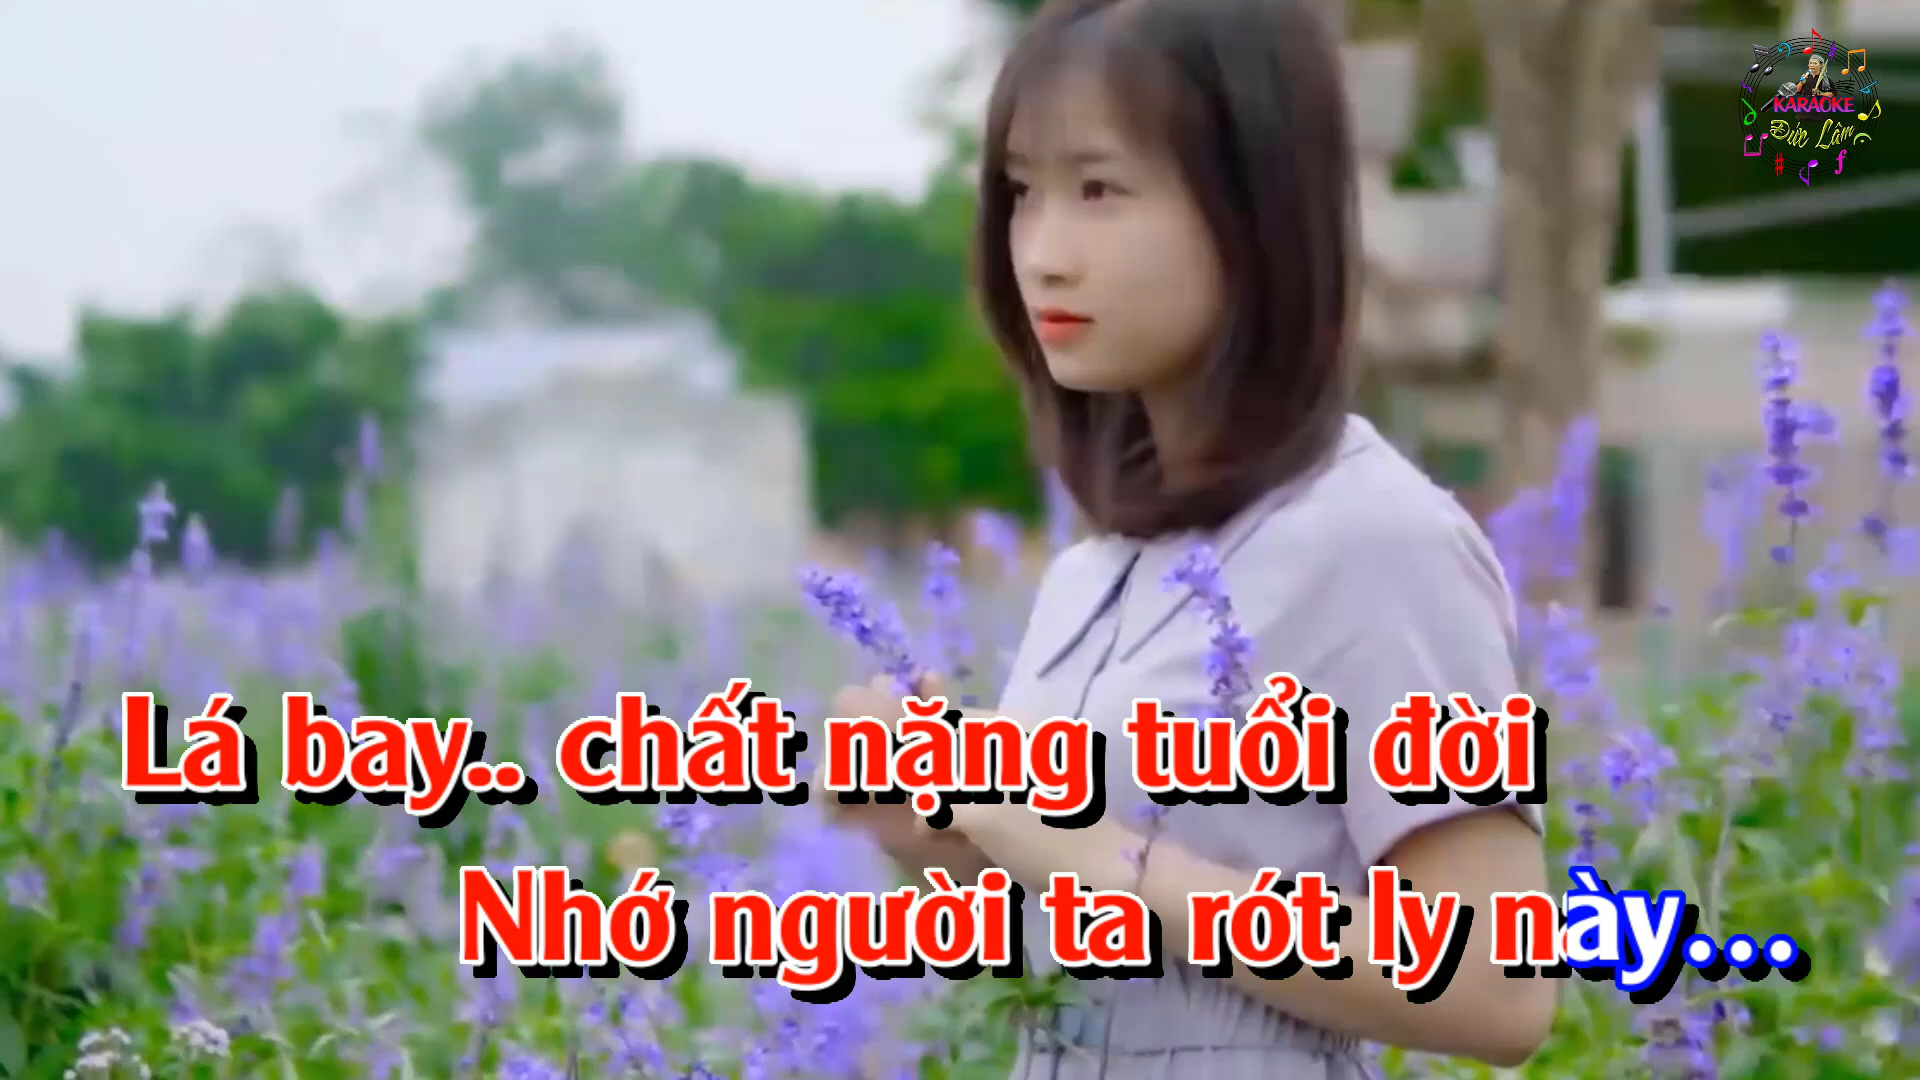 KARAOKE
Đức Lâm
Lá bay.. chất nặng tuổi đời
Nhớ người ta rót ly này...